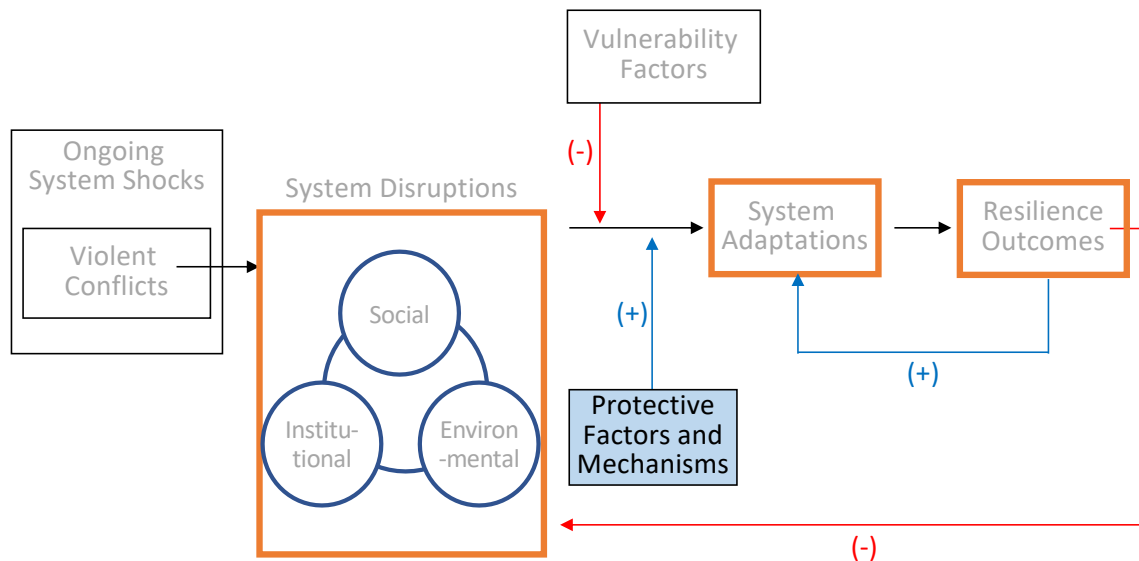 Vulnerability
Factors
(-)
Ongoing
System Shocks
Violent
Conflicts
System Disruptions
Social
Institu-
tional
Environ
-mental
(+)
Protective
Factors and
Mechanisms
System
Adaptations
Resilience
Outcomes
(+)
(-)